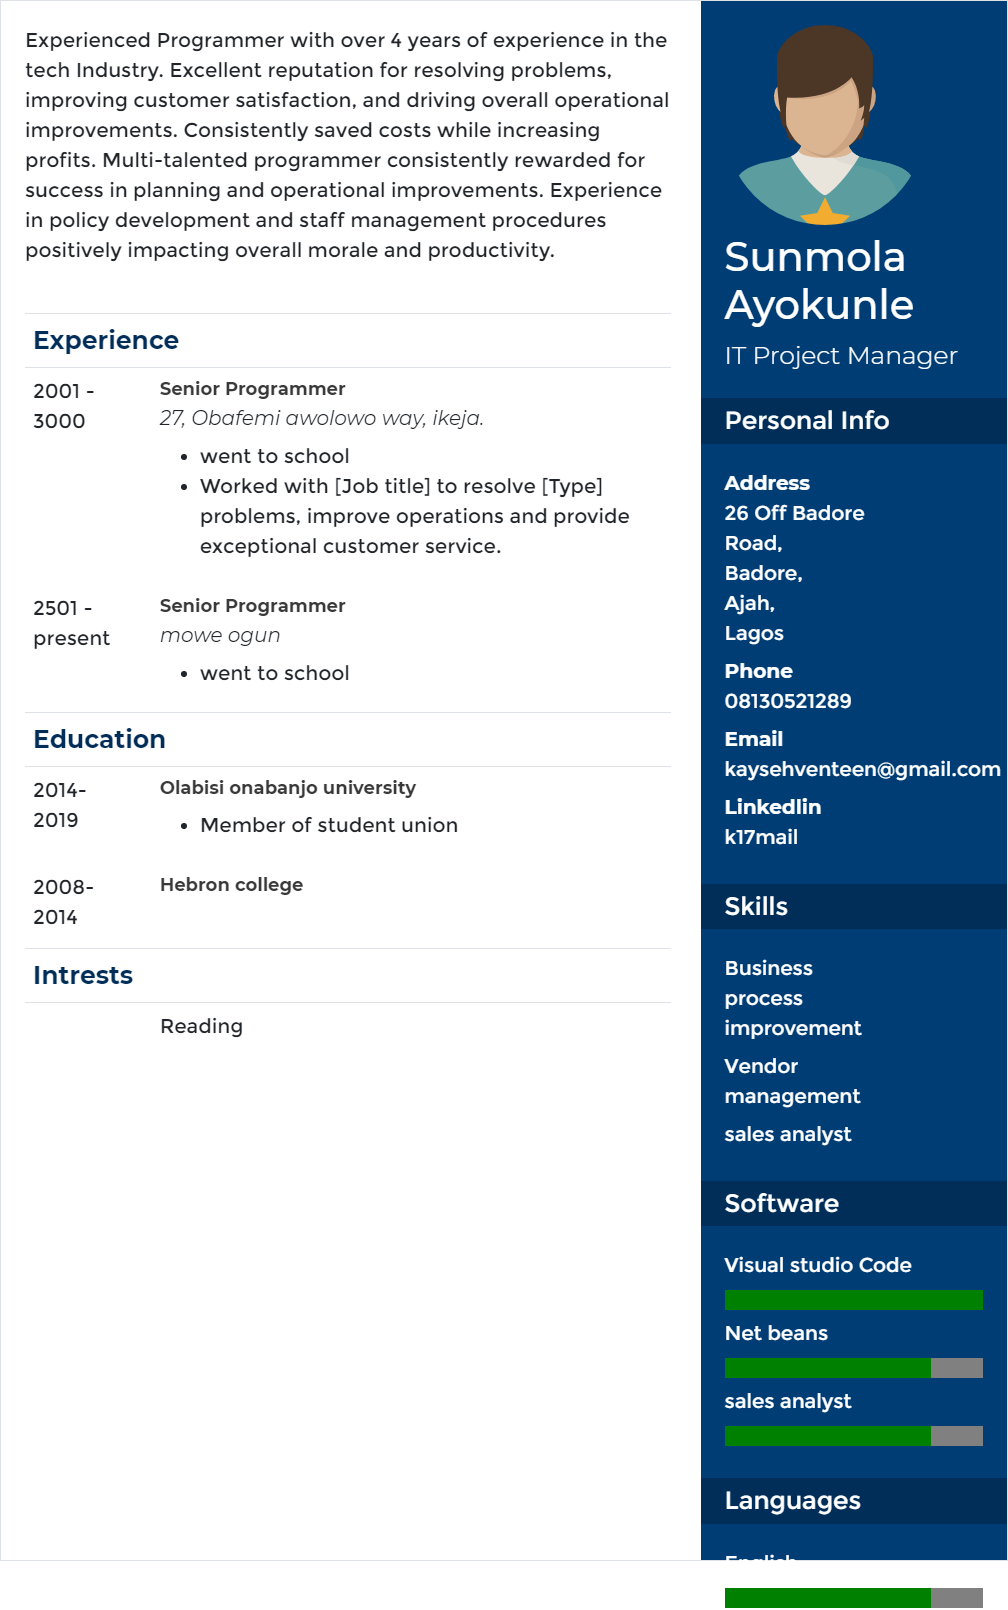 Experienced Programmer with over 4 years of experience in the
tech Industry. Excellent reputation for resolving problems,
improving customer satisfaction, and driving overall operational
improvements. Consistently saved costs while increasing
profits. Multi-talented programmer consistently rewarded for
success in planning and operational improvements. Experience
in policy development and staff management procedures
positively impacting overall morale and productivity.
Experience
2001 -
3000
Senior Programmer
27, Obafemi awolowo way, ikeja.
• went to school
• Worked with [Job title] to resolve [Type]
problems, improve operations and provide
exceptional customer service.
2501 -
present
Senior Programmer
mowe ogun
• went to school
Education
2014-
2019
Olabisi onabanjo university
• Member of student union
2008-
2014
Hebron college
Intrests
Reading
Sunmola
Ayokunle
IT Project Manager
Personal Info
Address
26 Off Badore
Road,
Badore,
Ajah,
Lagos
Phone
08130521289
Email
kaysehventeen@gmail.com
Linkedlin
k17mail
Skills
Business
process
improvement
Vendor
management
sales analyst
Software
Visual studio Code
Net beans
sales analyst
Languages
English